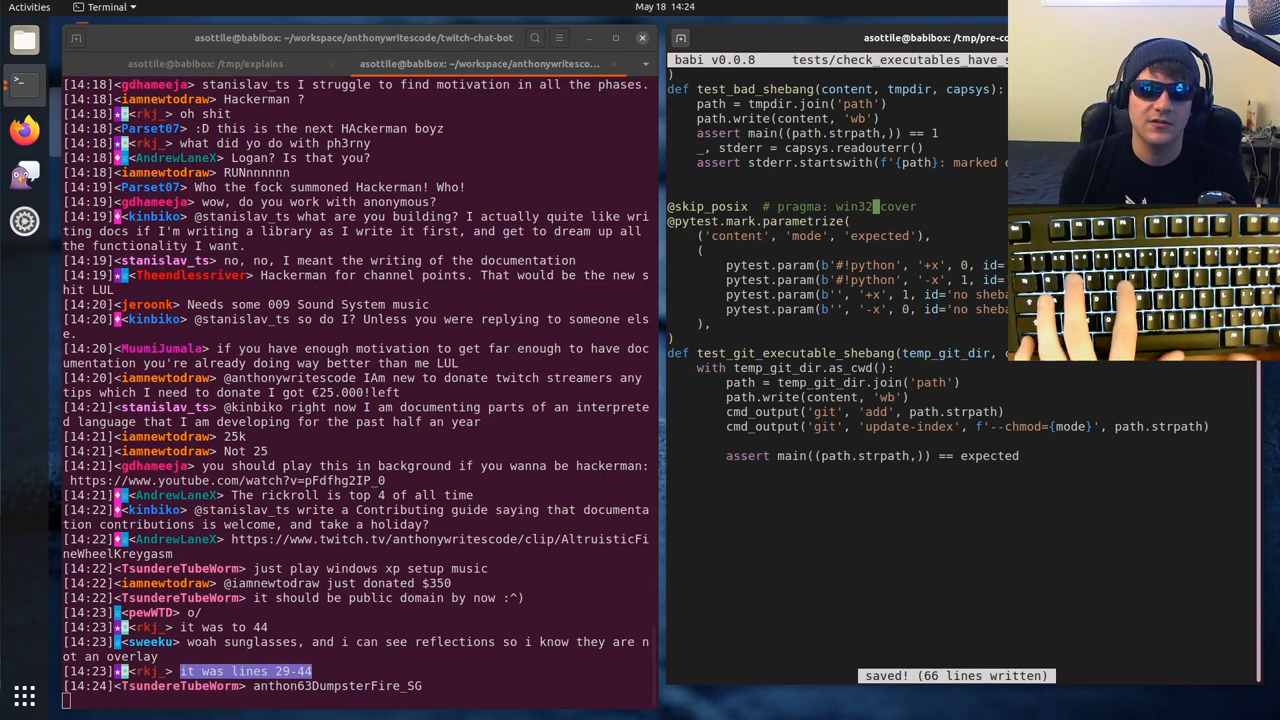 Activities
Terminal
May 18 14:24
asottile@babibox: ~/workspace/anthonywritescode/twitch-chat-bot
asottile@babibox: /tmp/explains
asottile@babibox: ~/workspace/anthonywritesco...
[14:18]<gdhameeja> stanislav_ts I struggle to find motivation in all the phases.
[14:18]<iamnewtodraw> Hackerman ?
[14:18]<rkj_> oh shit
[14:18]<Parset07> :D this is the next HAckerman boyz
[14:18]<rkj_> what did yo do with ph3rny
[14:18]<AndrewLaneX> Logan? Is that you?
[14:18]<iamnewtodraw> RUNnnnnnn
[14:19]<Parset07> Who the fock summoned Hackerman! Who!
[14:19]<gdhameeja> wow, do you work with anonymous?
[14:19]<kinbiko> @stanislav_ts what are you building? I actually quite like wri
ting docs if I'm writing a library as I write it first, and get to dream up all
the functionality I want.
[14:19]<stanislav_ts> no, no, I meant the writing of the documentation
[14:19]<Theendlessriver> Hackerman for channel points. That would be the new s
hit LUL
[14:20]<jeroonk> Needs some 009 Sound System music
[14:20]<kinbiko> @stanislav_ts so do I? Unless you were replying to someone els
e.
[14:20]<MuumiJumala> if you have enough motivation to get far enough to have doc
umentation you're already doing way better than me LUL
[14:20]<iamnewtodraw> @anthonywritescode IAm new to donate twitch streamers any
tips which I need to donate I got €25.000!left
[14:21]<stanislav_ts> @kinbiko right now I am documenting parts of an interprete
d language that I am developing for the past half an year
[14:21]<iamnewtodraw> 25k
[14:21]<iamnewtodraw> Not 25
[14:21]<gdhameeja> you should play this in background if you wanna be hackerman:
https://www.youtube.com/watch?v=pFdfhg2IP_0
[14:21]<AndrewLaneX> The rickroll is top 4 of all time
[14:22]<kinbiko> @stanislav_ts write a Contributing guide saying that documenta
tion contributions is welcome, and take a holiday?
[14:22]<AndrewLaneX> https://www.twitch.tv/anthonywritescode/clip/AltruisticFi
neWheelKreygasm
[14:22]<TsundereTubeWorm> just play windows xp setup music
[14:22]<iamnewtodraw> @iamnewtodraw just donated $350
[14:22]<TsundereTubeWorm> it should be public domain by now :^)
[14:23]<pewWTD> o/
[14:23]<rkj_> it was to 44
[14:23]<sweeku> woah sunglasses, and i can see reflections so i know they are n
ot an overlay
[14:23]<rkj_> it was lines 29-44
[14:24]<TsundereTubeWorm> anthon63DumpsterFire_SG
asottile@babibox: /tmp/pre-co
babi v0.0.8 tests/check_executables_have_s
)
def test_bad_shebang(content, tmpdir, capsys):
path = tmpdir.join('path')
path.write(content, 'wb')
assert main((path.strpath,)) == 1
_, stderr = capsys.readouterr()
assert stderr.startswith(f'{path}: marked e
@skip_posix # pragma: win32 cover
@pytest.mark.parametrize(
('content', 'mode', 'expected'),
(
pytest.param(b'#!python', '+x', 0, id=
pytest.param(b'#!python', '-x', 1, id=
pytest.param(b'', '+x', 1, id='no sheba
pytest.param(b'', '-x', 0, id='no sheba
),
)
def test_git_executable_shebang(temp_git_dir, c
with temp_git_dir.as_cwd():
path = temp_git_dir.join('path')
path.write(content, 'wb')
cmd_output('git', 'add', path.strpath)
cmd_output('git', 'update-index', f'--chmod={mode}', path.strpath)
assert main((path.strpath,)) == expected
saved! (66 lines written)